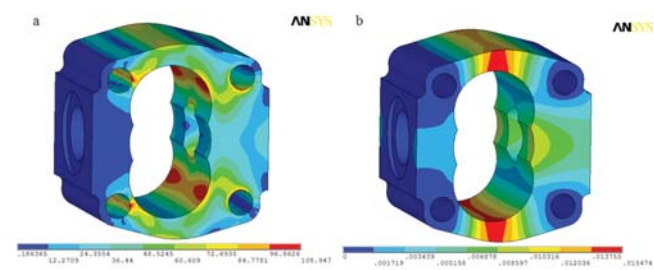 a
ANSYS
b
ANSYS
.186365 24.3554 48.5245 72.6935 96.8626
12.2709 36.44 60.609 84.7781 108.947
0 .003439 .006878 .010316 .013755
.001719 .005158 .008597 .012036 .015474